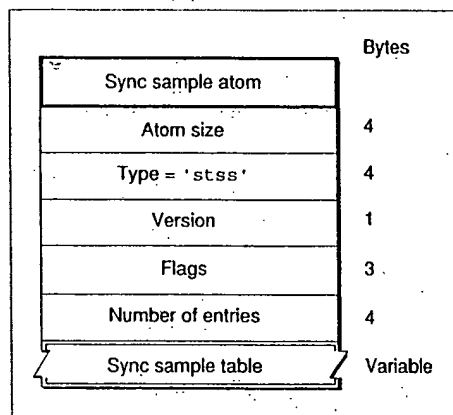 Bytes
Sync sample atom
Atom size 4
Type = 'stss' 4
Version 1
Flags 3
Number of entries 4
Sync sample table Variable